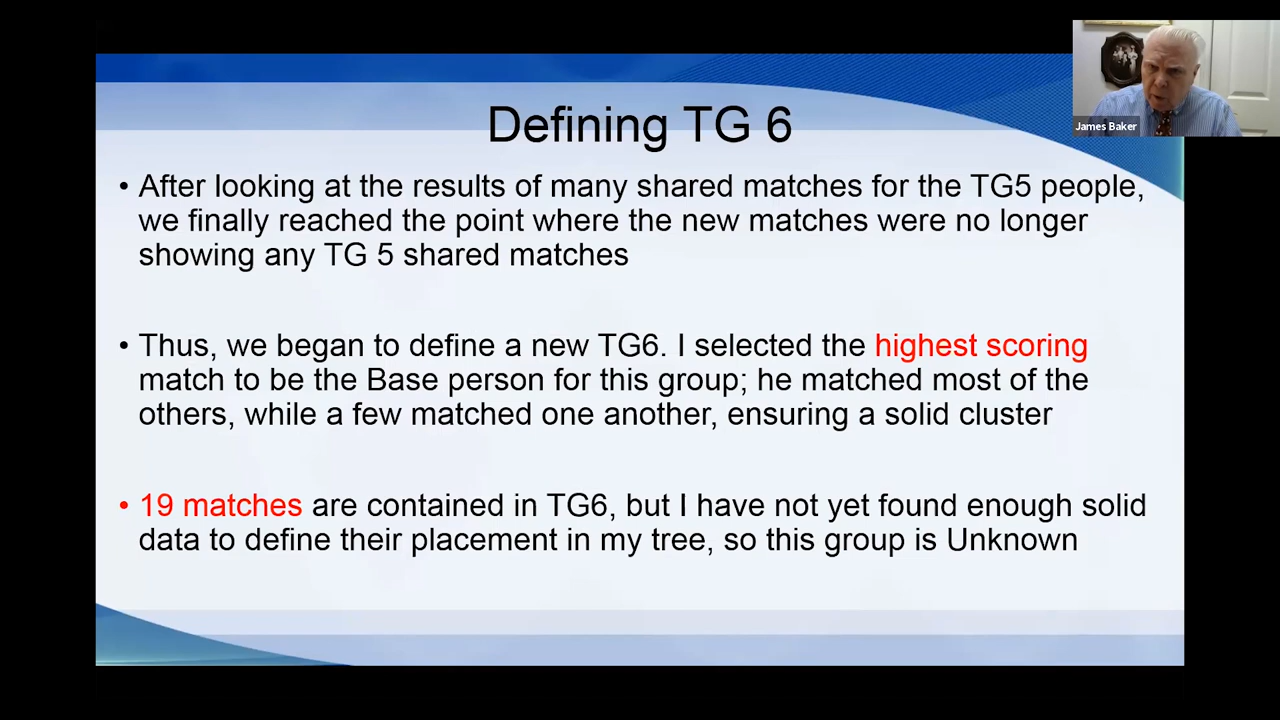 James Baker
Defining TG 6
• After looking at the results of many shared matches for the TG5 people,
we finally reached the point where the new matches were no longer
showing any TG 5 shared matches
• Thus, we began to define a new TG6. I selected the highest scoring
match to be the Base person for this group; he matched most of the
others, while a few matched one another, ensuring a solid cluster
• 19 matches are contained in TG6, but I have not yet found enough solid
data to define their placement in my tree, so this group is Unknown